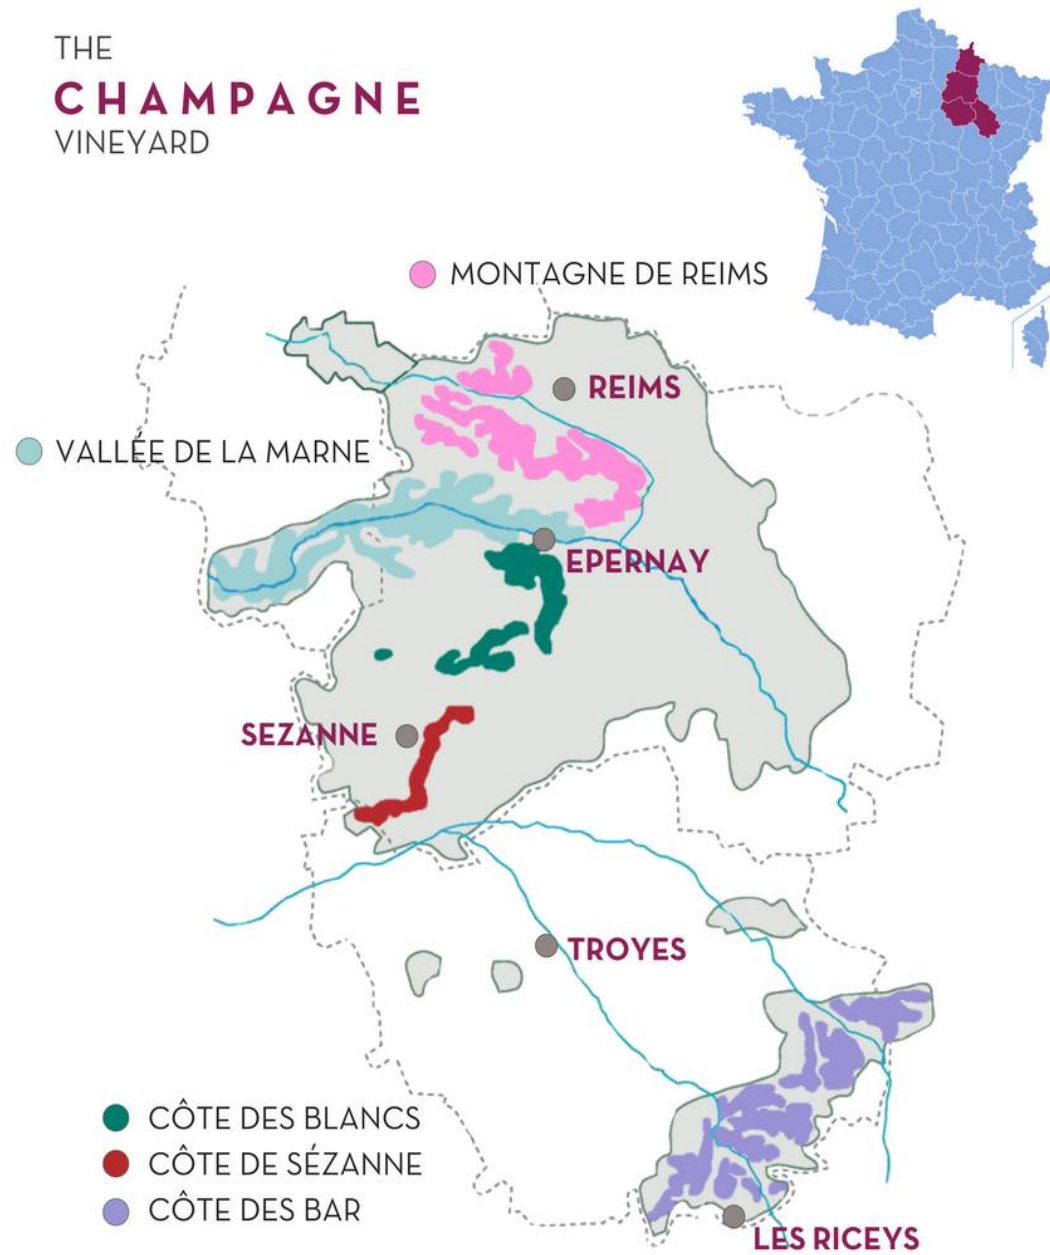 THE
CHAMPAGNE
VINEYARD
MONTAGNE DE REIMS
REIMS
VALLÉE DE LA MARNE
EPERNAY
SEZANNE
TROYES
CÔTE DES BLANCS
CÔTE DE SÉZANNE
CÔTE DES BAR
LES RICEYS